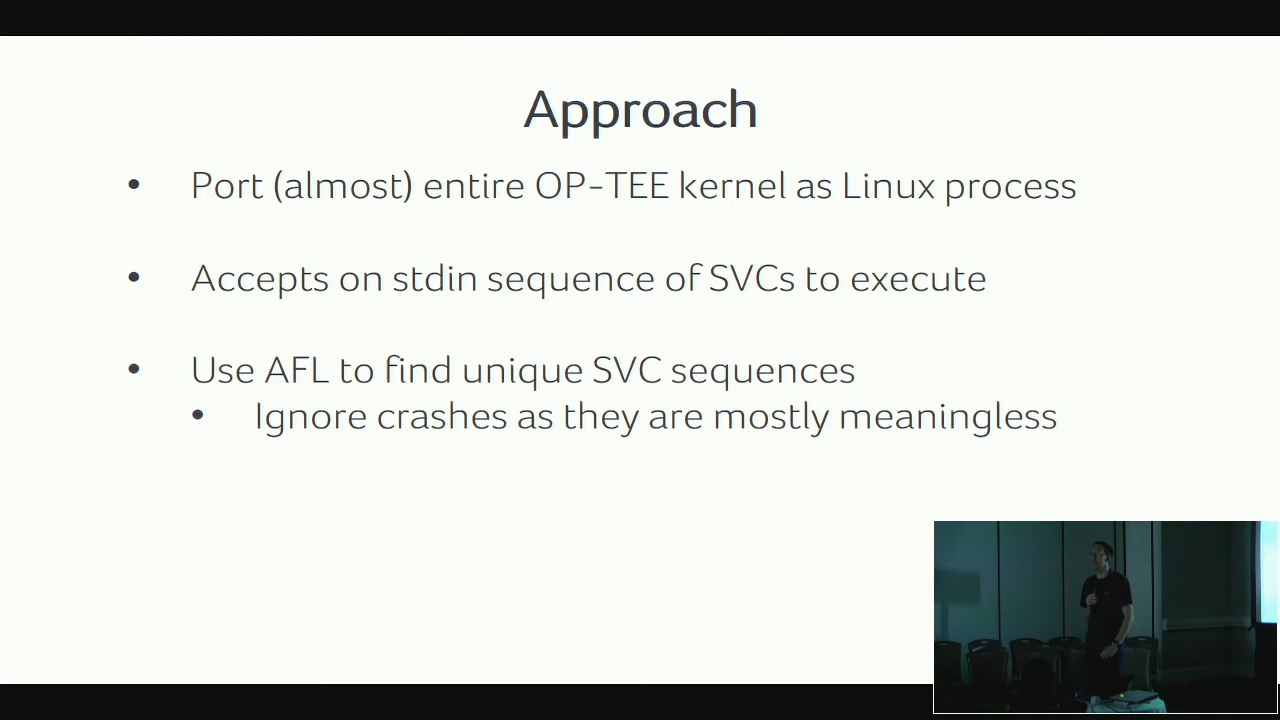 Approach
• Port (almost) entire OP-TEE kernel as Linux process
• Accepts on stdin sequence of SVCs to execute
• Use AFL to find unique SVC sequences
• Ignore crashes as they are mostly meaningless